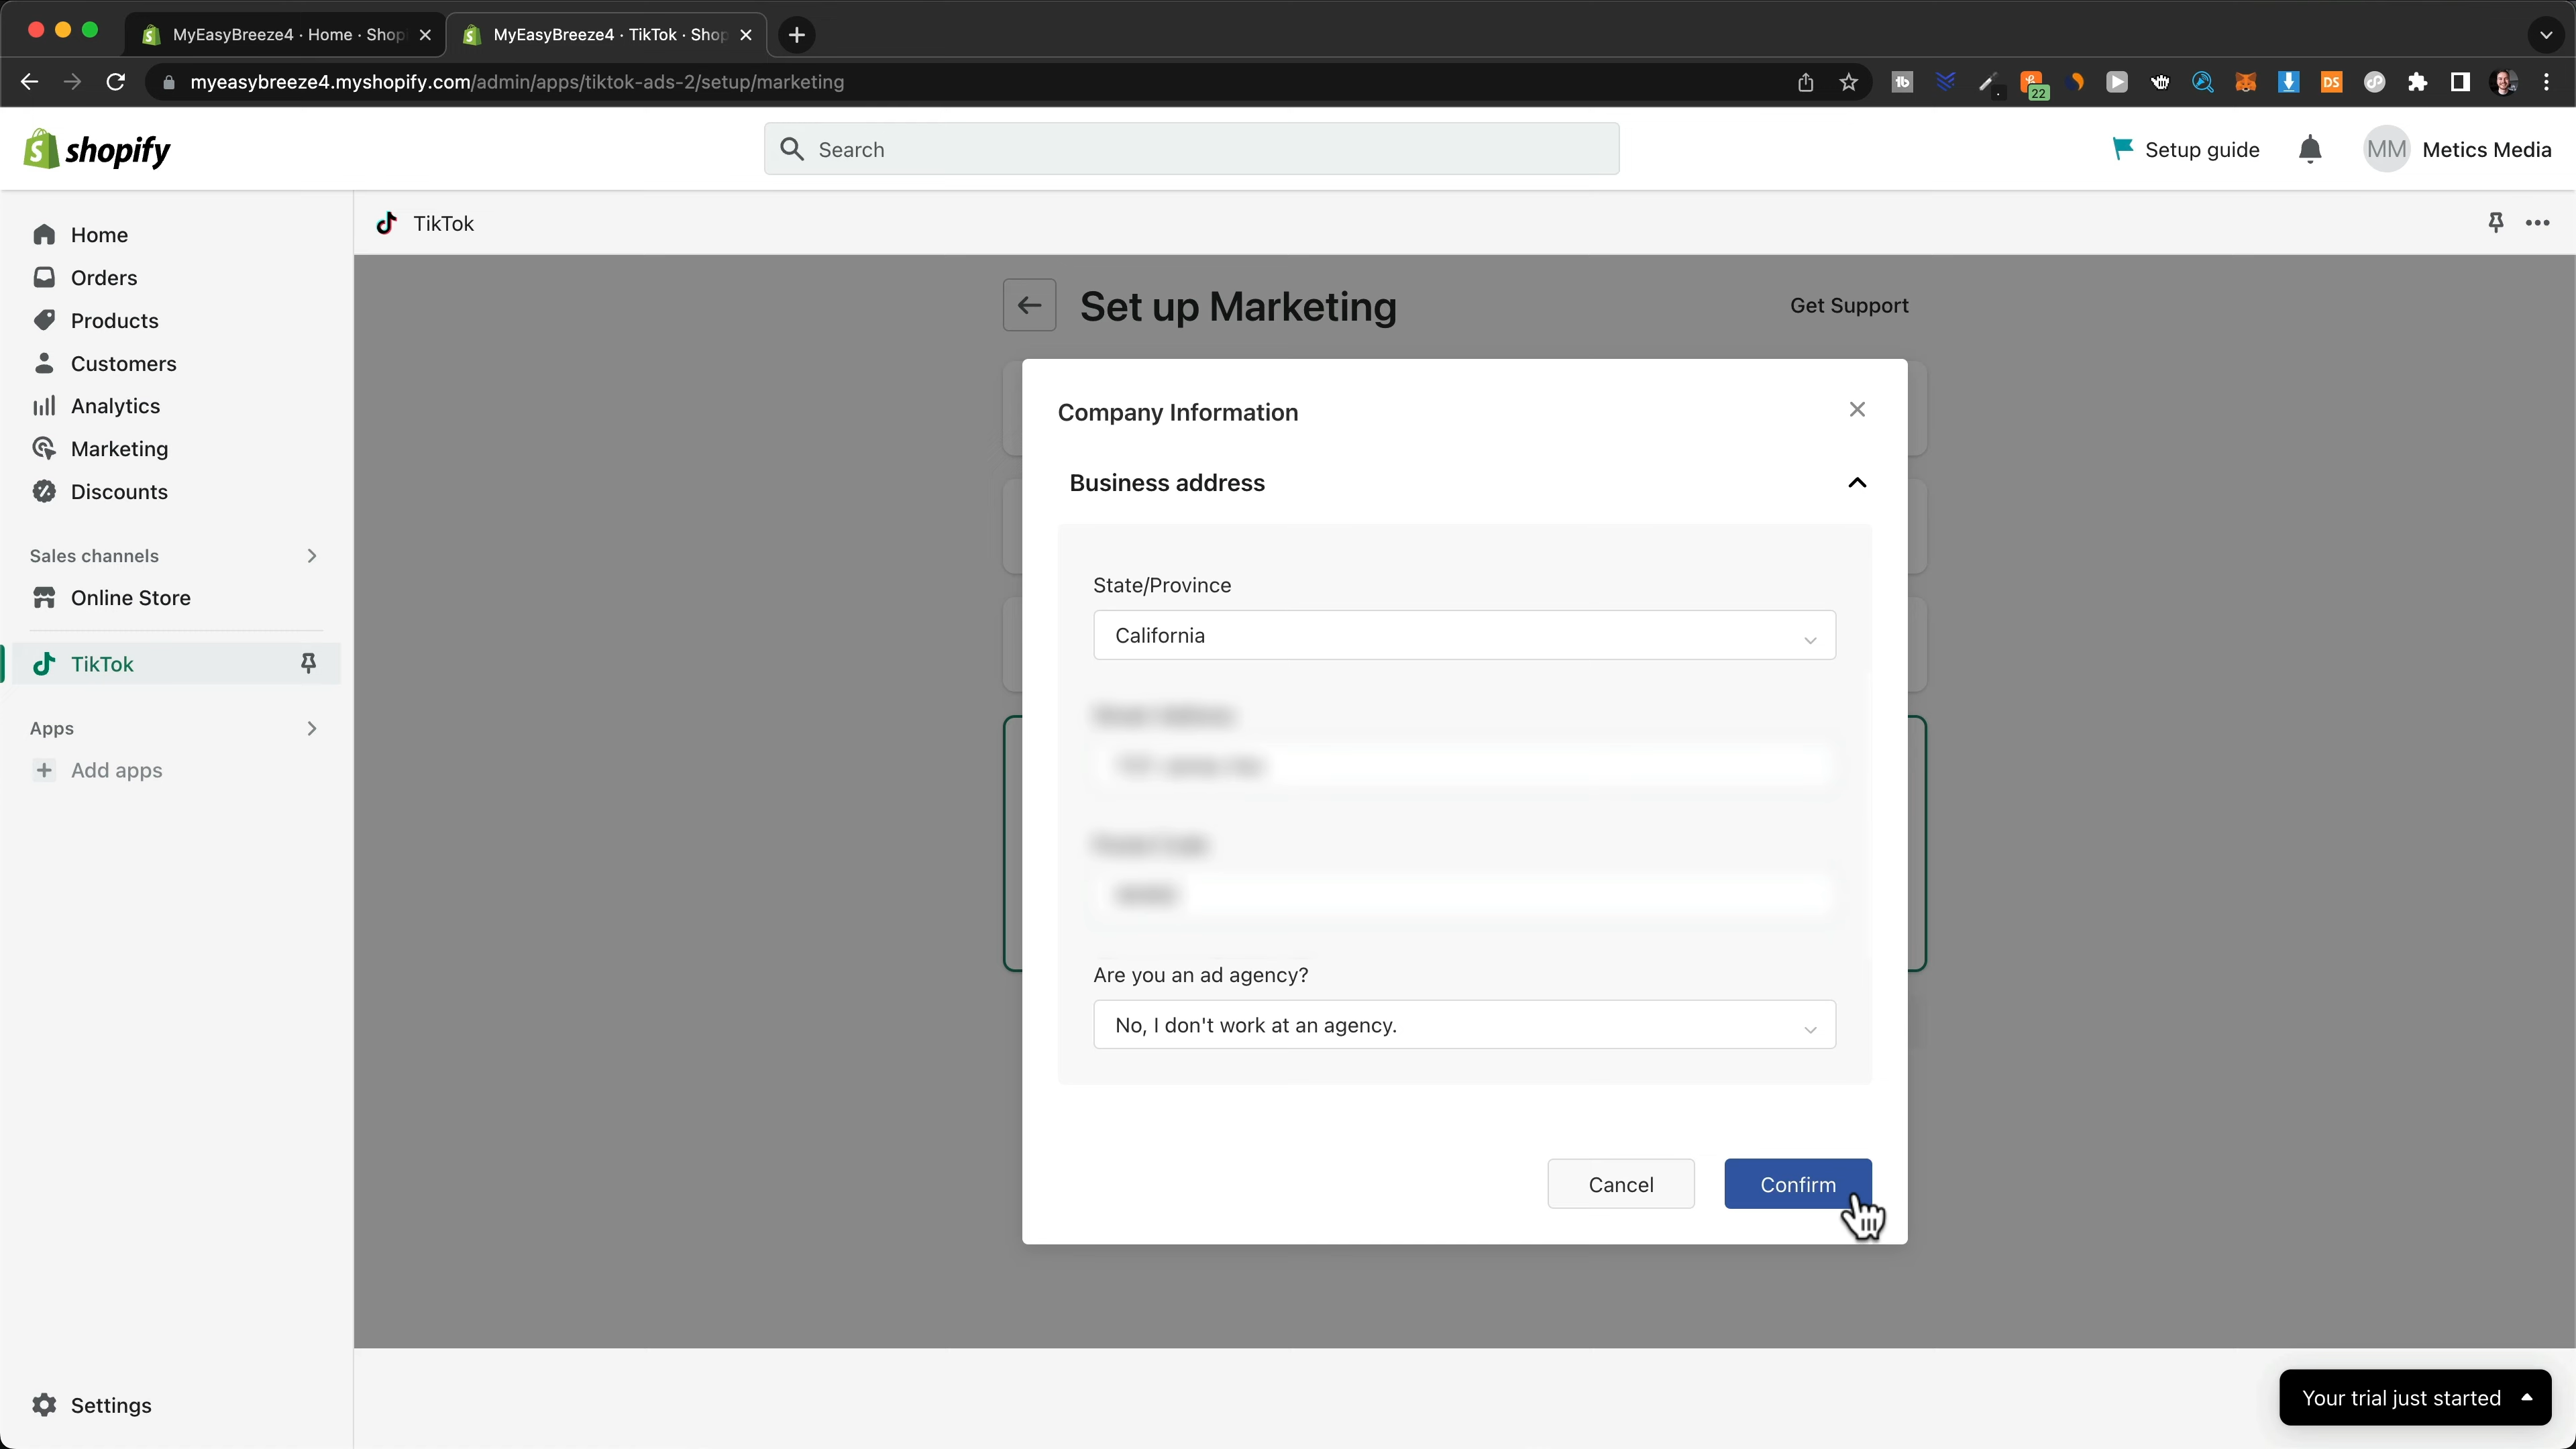 MyEasyBreeze4 · Home · Shop
MyEasyBreeze4 · TikTok · Shop
myeasybreeze4.myshopify.com/admin/apps/tiktok-ads-2/setup/marketing
22
DS
shopify
Search
Setup guide
MM
Metics Media
Home
Orders
Products
Customers
Analytics
Marketing
Discounts
Sales channels
Online Store
TikTok
Apps
Add apps
Settings
TikTok
Set up Marketing
Get Support
Company Information
Business address
State/Province
California
Are you an ad agency?
No, I don't work at an agency.
Cancel
Confirm
Your trial just started